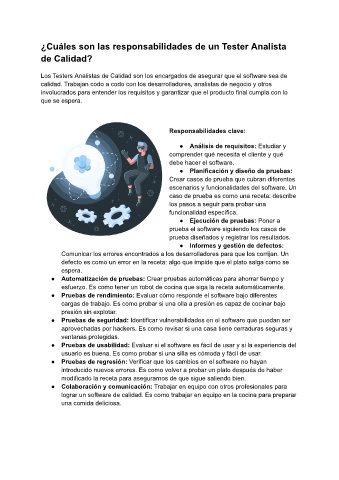 ¿Cuáles son las responsabilidades de un Tester Analista
de Calidad?
Los Testers Analistas de Calidad son los encargados de asegurar que el software sea de
calidad. Trabajan codo a codo con los desarrolladores, analistas de negocio y otros
involucrados para entender los requisitos y garantizar que el producto final cumpla con lo
que se espera.
Responsabilidades clave:
● Análisis de requisitos: Estudiar y
comprender qué necesita el cliente y qué
debe hacer el software.
● Planificación y diseño de pruebas:
Crear casos de prueba que cubran diferentes
escenarios y funcionalidades del software. Un
caso de prueba es como una receta: describe
los pasos a seguir para probar una
funcionalidad específica.
● Ejecución de pruebas: Poner a
prueba el software siguiendo los casos de
prueba diseñados y registrar los resultados.
● Informes y gestión de defectos:
Comunicar los errores encontrados a los desarrolladores para que los corrijan. Un
defecto es como un error en la receta: algo que impide que el plato salga como se
espera.
● Automatización de pruebas: Crear pruebas automáticas para ahorrar tiempo y
esfuerzo. Es como tener un robot de cocina que siga la receta automáticamente.
● Pruebas de rendimiento: Evaluar cómo responde el software bajo diferentes
cargas de trabajo. Es como probar si una olla a presión es capaz de cocinar bajo
presión sin explotar.
● Pruebas de seguridad: Identificar vulnerabilidades en el software que puedan ser
aprovechadas por hackers. Es como revisar si una casa tiene cerraduras seguras y
ventanas protegidas.
● Pruebas de usabilidad: Evaluar si el software es fácil de usar y si la experiencia del
usuario es buena. Es como probar si una silla es cómoda y fácil de usar.
● Pruebas de regresión: Verificar que los cambios en el software no hayan
introducido nuevos errores. Es como volver a probar un plato después de haber
modificado la receta para asegurarnos de que sigue saliendo bien.
● Colaboración y comunicación: Trabajar en equipo con otros profesionales para
lograr un software de calidad. Es como trabajar en equipo en la cocina para preparar
una comida deliciosa.